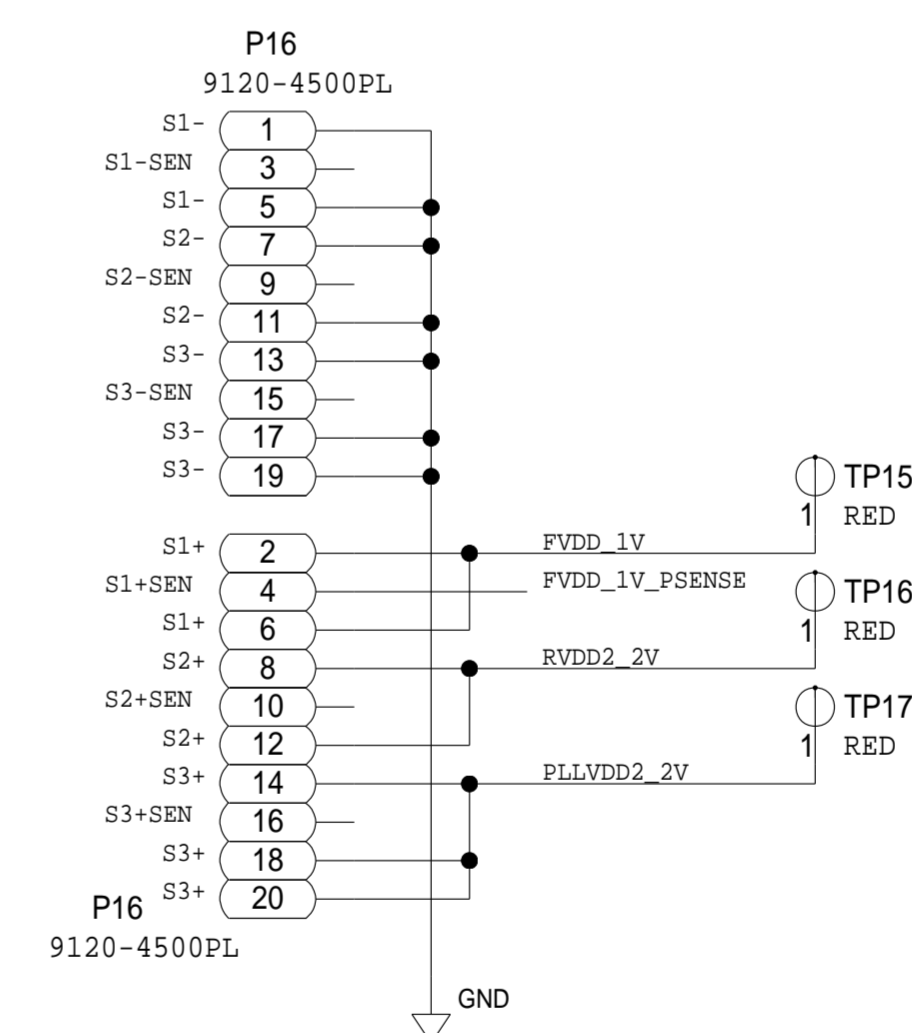 P16
9120-4500PL
S1- 1
S1-SEN 3
S1- 5
S2- 7
S2-SEN 9
S2- 11
S3- 13
S3-SEN 15
S3- 17
S3- 19
TP15
1 RED
S1+ 2 FVDD_1V
S1+SEN 4 FVDD_1V_PSENSE
TP16
S1+ 6
1 RED
S2+ 8 RVDD2_2V
S2+SEN 10
TP17
S2+ 12
1 RED
S3+ 14 PLLVDD2_2V
S3+SEN 16
S3+ 18
S3+ 20
P16
9120-4500PL
GND